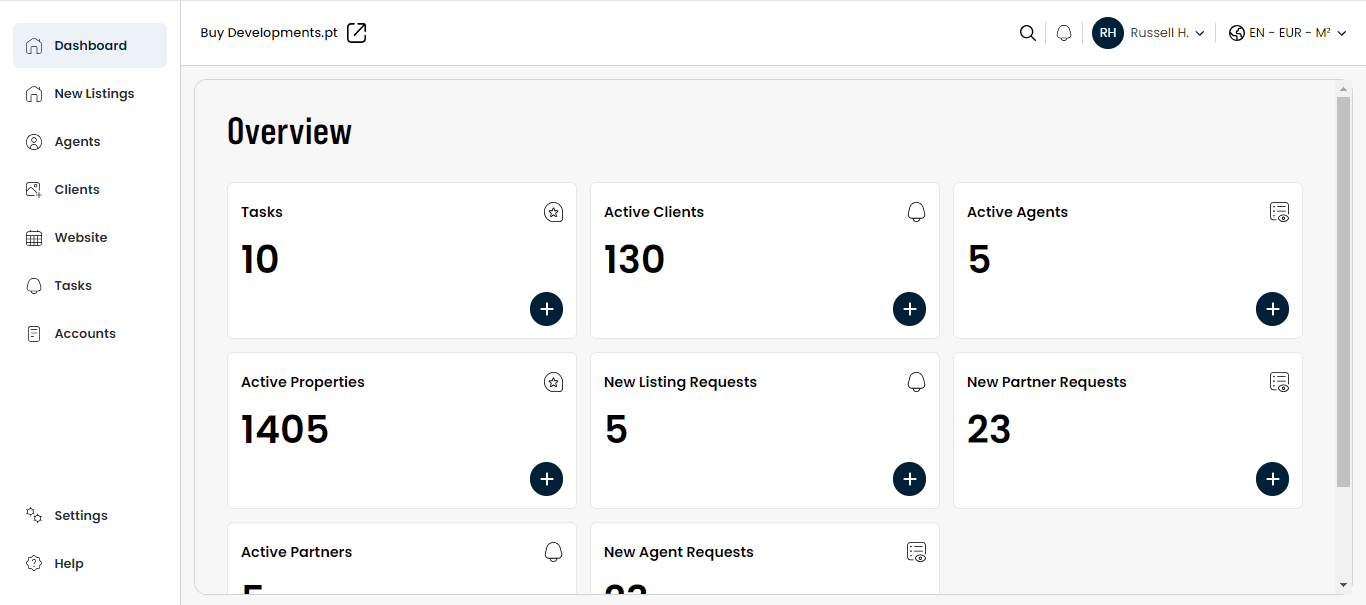 Buy Developments.pt
RH Russell H.
EN - EUR - M²
Dashboard
New Listings
Agents
Clients
Website
Tasks
Accounts
Settings
Help
Overview
Tasks
10
Active Clients
130
Active Agents
5
Active Properties
1405
New Listing Requests
5
New Partner Requests
23
Active Partners
New Agent Requests